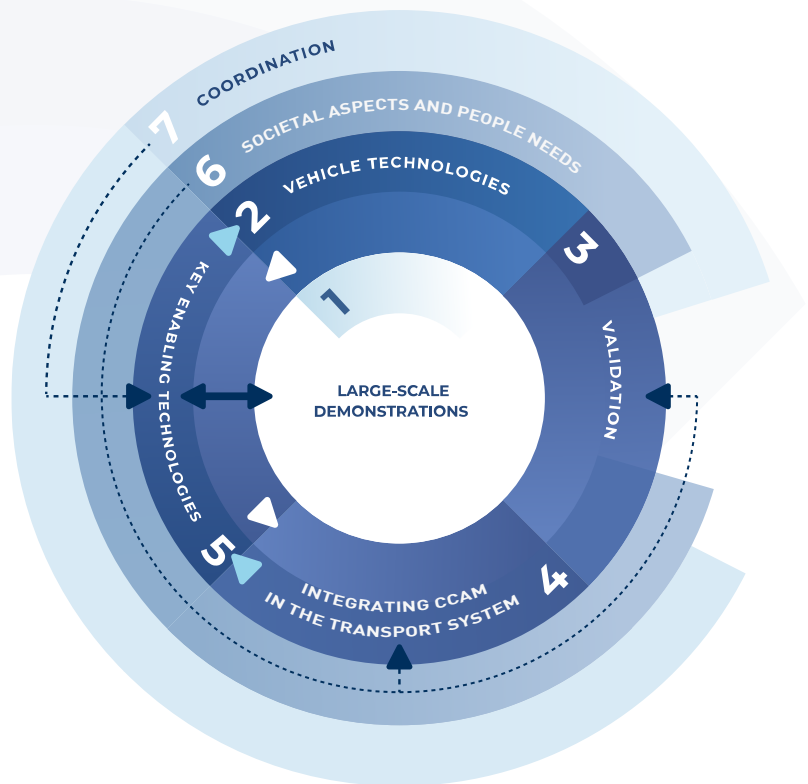 7
COORDINATION
6
SOCIETAL ASPECTS AND PEOPLE NEEDS
2
VEHICLE TECHNOLOGIES
3
VALIDATION
1
LARGE-SCALE
DEMONSTRATIONS
KEY ENABLING TECHNOLOGIES
5
4
INTEGRATING CCAM
IN THE TRANSPORT SYSTEM